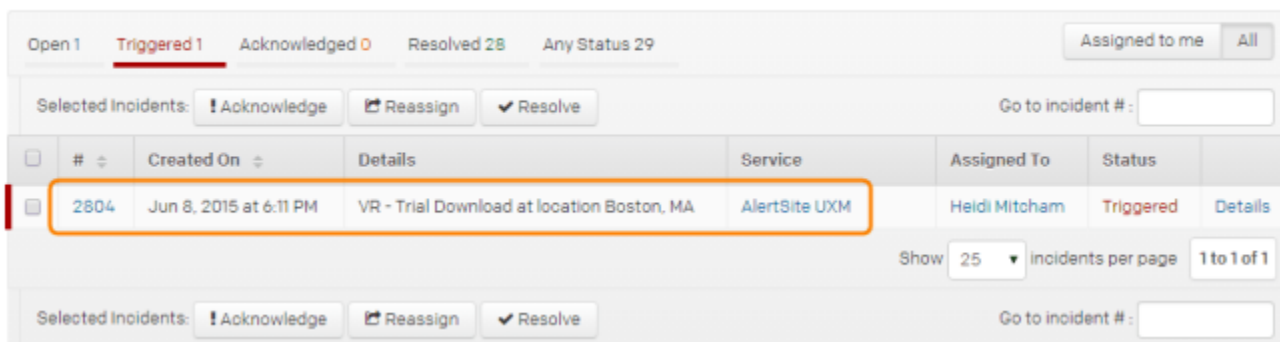 Open 1 Triggered 1 Acknowledged 0 Resolved 28 Any Status 29 Assigned to me All
Selected Incidents: ! Acknowledge Reassign ✔ Resolve Go to incident # :
# Created On Details Service Assigned To Status
2804 Jun 8, 2015 at 6:11 PM VR - Trial Download at location Boston, MA AlertSite UXM Heidi Mitcham Triggered Details
Show 25 incidents per page 1 to 1 of 1
Selected Incidents: ! Acknowledge Reassign ✔ Resolve Go to incident # :